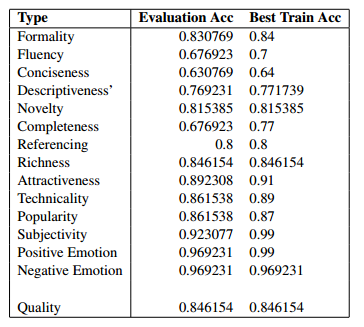 Type Evaluation Acc Best Train Acc
Formality 0.830769 0.84
Fluency 0.676923 0.7
Conciseness 0.630769 0.64
Descriptiveness’ 0.769231 0.771739
Novelty 0.815385 0.815385
Completeness 0.676923 0.77
Referencing 0.8 0.8
Richness 0.846154 0.846154
Attractiveness 0.892308 0.91
Technicality 0.861538 0.89
Popularity 0.861538 0.87
Subjectivity 0.923077 0.99
Positive Emotion 0.969231 0.99
Negative Emotion 0.969231 0.969231
Quality 0.846154 0.846154